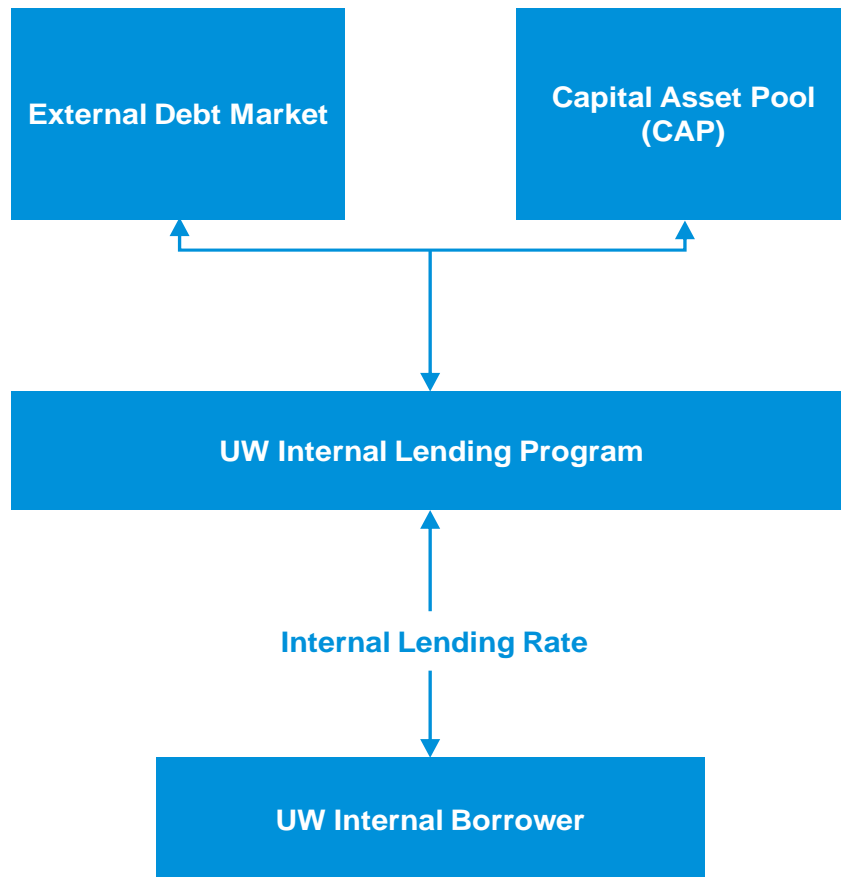 External Debt Market
Capital Asset Pool
(CAP)
UW Internal Lending Program
Internal Lending Rate
UW Internal Borrower